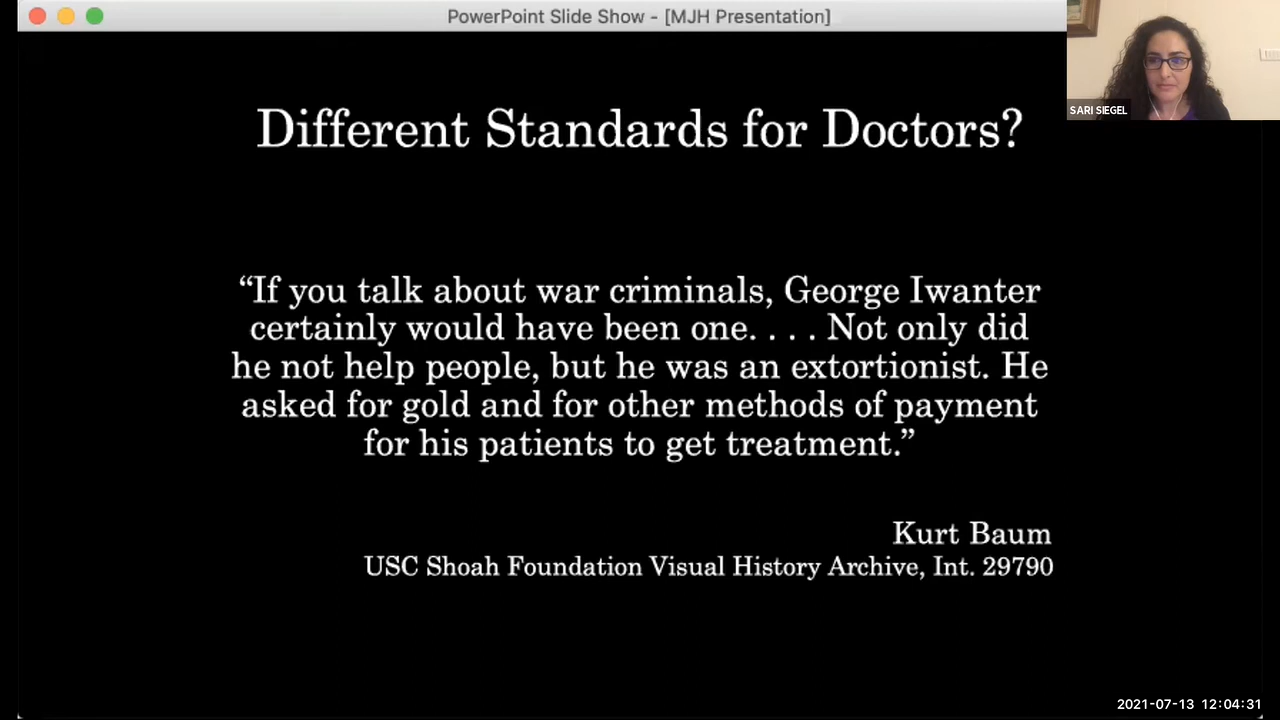 PowerPoint Slide Show - [MJH Presentation]
SARI SIEGEL
Different Standards for Doctors?
“If you talk about war criminals, George Iwanter
certainly would have been one. . . . Not only did
he not help people, but he was an extortionist. He
asked for gold and for other methods of payment
for his patients to get treatment.”
Kurt Baum
USC Shoah Foundation Visual History Archive, Int. 29790
2021-07-13 12:04:31